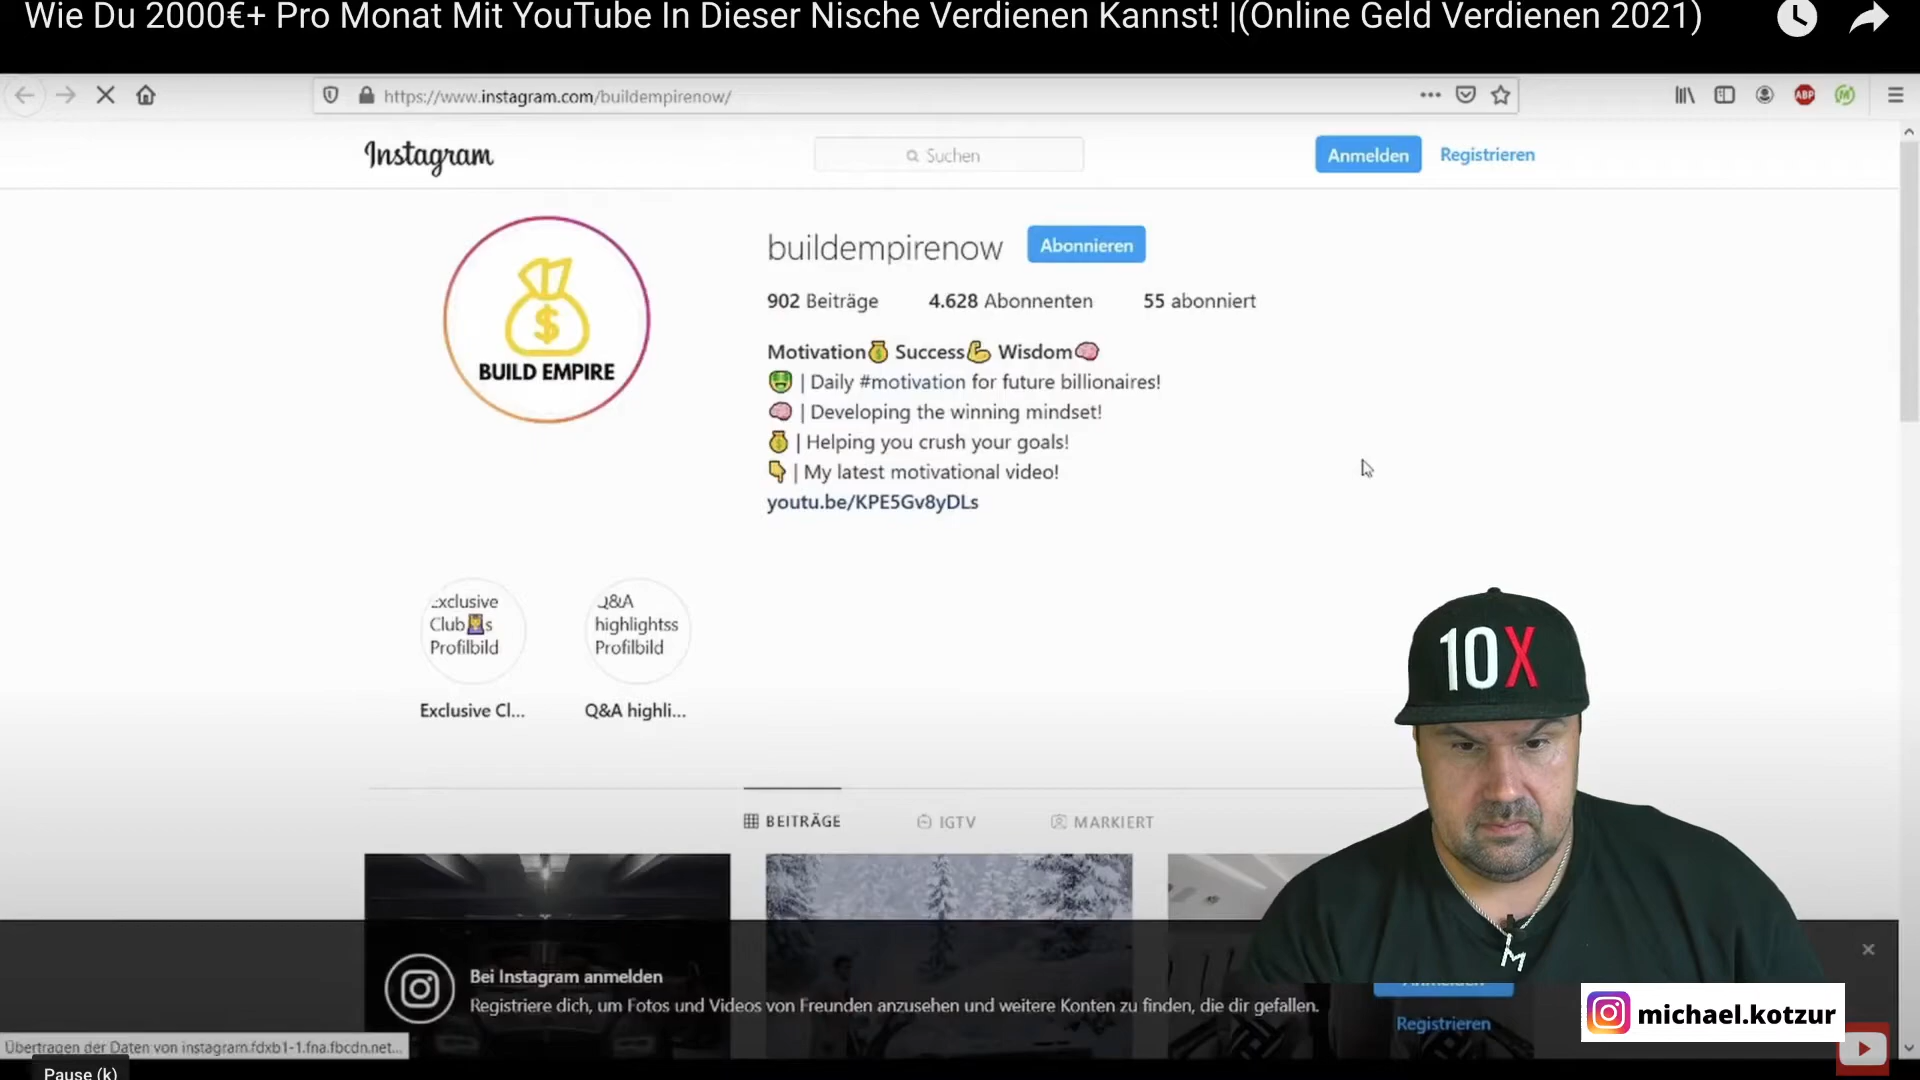 Wie Du 2000€+ Pro Monat Mit YouTube In Dieser Nische Verdienen Kannst! |(Online Geld Verdienen 2021)
https://www.instagram.com/buildempirenow/
ABP
Instagram
Suchen
Anmelden
Registrieren
BUILD EMPIRE
buildempirenow
Abonnieren
902 Beiträge 4.628 Abonnenten 55 abonniert
Motivation💰 Success💪 Wisdom🧠
🤑 | Daily #motivation for future billionaires!
🧠 | Developing the winning mindset!
💰 | Helping you crush your goals!
👇 | My latest motivational video!
youtu.be/KPE5Gv8yDLs
Exclusive
Club s
Profilbild
Q&A
highlightss
Profilbild
Exclusive Cl...
Q&A highli...
10X
BEITRÄGE
IGTV
MARKIERT
Bei Instagram anmelden
Registriere dich, um Fotos und Videos von Freunden anzusehen und weitere Konten zu finden, die dir gefallen.
Anmelden
Registrieren
M
michael.kotzur
Übertragen der Daten von instagram.fdxb1-1.fna.fbcdn.net...
Pause (k)